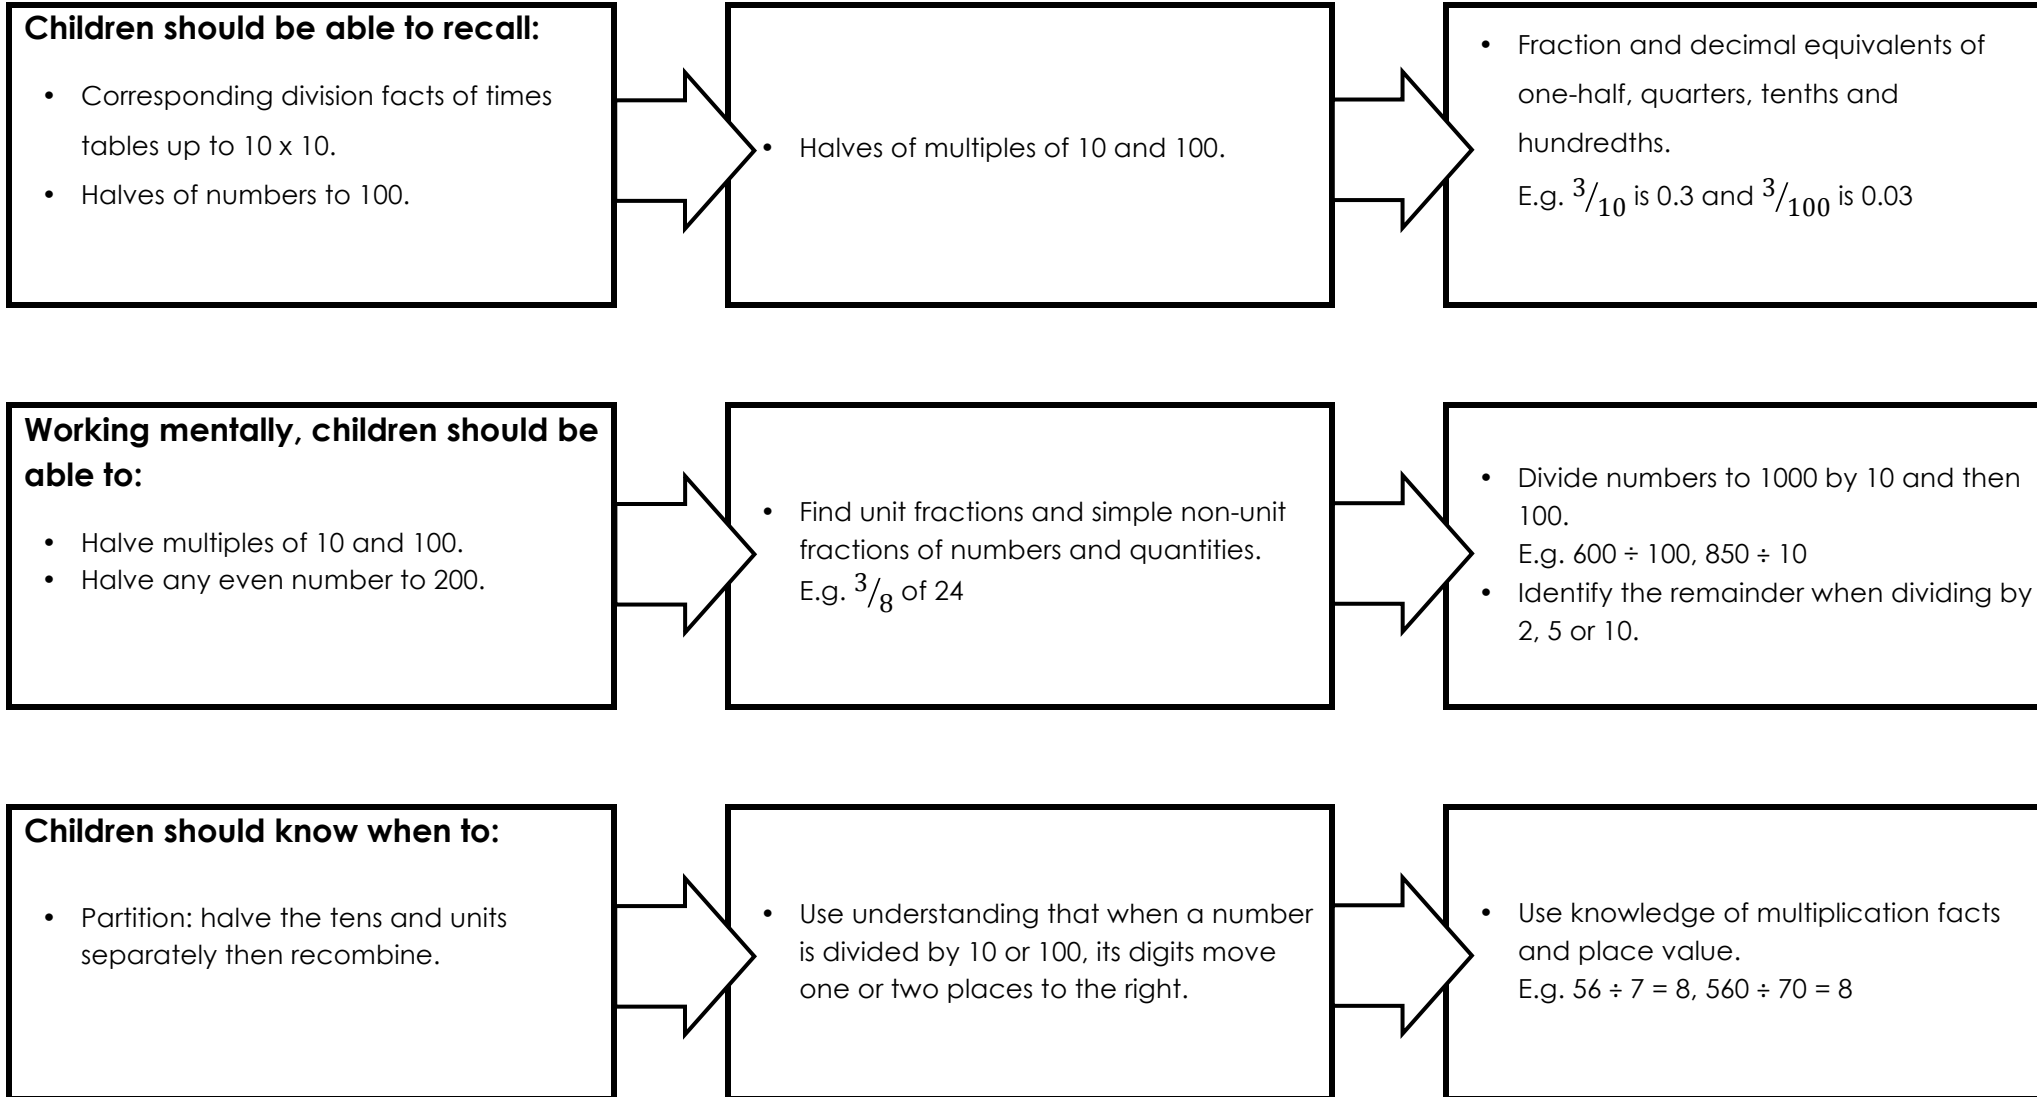 Children should be able to recall:
• Corresponding division facts of times
tables up to 10 x 10.
• Halves of numbers to 100.
• Halves of multiples of 10 and 100.
• Fraction and decimal equivalents of
one-half, quarters, tenths and
hundredths.
E.g. 3/10 is 0.3 and 3/100 is 0.03
Working mentally, children should be
able to:
• Halve multiples of 10 and 100.
• Halve any even number to 200.
• Find unit fractions and simple non-unit
fractions of numbers and quantities.
E.g. 3/8 of 24
• Divide numbers to 1000 by 10 and then
100.
E.g. 600 ÷ 100, 850 ÷ 10
• Identify the remainder when dividing by
2, 5 or 10.
Children should know when to:
• Partition: halve the tens and units
separately then recombine.
• Use understanding that when a number
is divided by 10 or 100, its digits move
one or two places to the right.
• Use knowledge of multiplication facts
and place value.
E.g. 56 ÷ 7 = 8, 560 ÷ 70 = 8